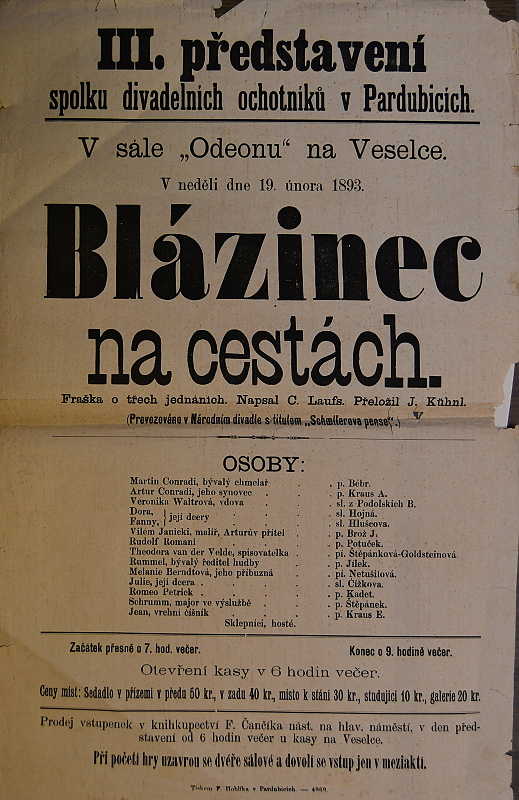 III. představení
spolku divadelních ochotníků v Pardubicích.
V sále „Odeonu“ na Veselce.
V neděli dne 19. února 1893.
Blázinec
na cestách.
Fraška o třech jednáních. Napsal C. Laufs. Přeložil J. Kühnl.
(Provozováno v Národním divadle s titulem „Schœllerova pense“.)
OSOBY:
Martin Conradi, bývalý chmelař . . p. Bébr.
Artur Conradi, jeho synovec . . . p. Kraus A.
Veronika Waltrová, vdova . . . sl. z Podolských B.
Dora, } její dcery . . . sl. Hojná.
Fanny, . . . sl. Hlušcova.
Vilém Janicki, malíř, Arturův přítel . . p. Brož J.
Rudolf Romani . . . p. Potuček.
Theodora van der Velde, spisovatelka . . pí. Štěpánková-Goldsteinová.
Rummel, bývalý ředitel hudby . . p. Jílek.
Melanie Berndtová, jeho příbuzná . . pí. Netušilová.
Julie, její dcera . . . sl. Čížkova.
Romeo Petrick . . . . p. Kadet.
Schrumm, major ve výslužbě . . . p. Štěpánek.
Jean, vrchní číšník . . . p. Kraus E.
Sklepníci, hosté.
Začátek přesně o 7. hod. večer. Konec o 9. hodině večer.
Otevření kasy v 6 hodin večer.
Ceny míst: Sedadlo v přízemí v předu 60 kr., v zadu 40 kr., místo k stání 30 kr., studující 10 kr., galerie 20 kr.
Prodej vstupenek v knihkupectví F. Čančíka nást. na hlav. náměstí, v den před-
stavení od 6 hodin večer u kasy na Veselce.
Při početí hry uzavrou se dvéře sálové a dovolí se vstup jen v meziaktí.
Tiskem F. Hoblíka v Pardubicích. — 4969.